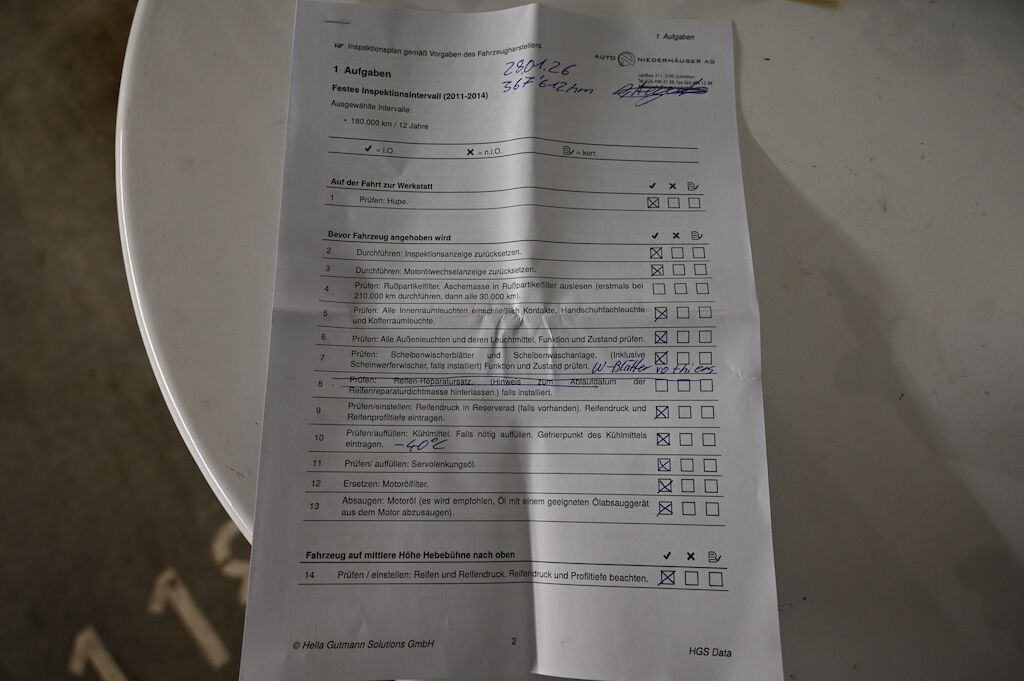 1 Aufgaben
☞ Inspektionsplan gemäß Vorgaben des Fahrzeugherstellers
AUTO NIEDERHÄUSER AG
1 Aufgaben
28.01.26
Festes Inspektionsintervall (2011-2014)
367'612 km
Ausgewählte Intervalle:
• 180.000 km / 12 Jahre
✓ = i.O. ✗ = n.i.O. = korr.
Auf der Fahrt zur Werkstatt ✓ ✗
1 Prüfen: Hupe. ☒ ☐ ☐
Bevor Fahrzeug angehoben wird ✓ ✗
2 Durchführen: Inspektionsanzeige zurücksetzen. ☒ ☐ ☐
3 Durchführen: Motorölwechselanzeige zurücksetzen. ☒ ☐ ☐
4 Prüfen: Rußpartikelfilter. Aschemasse in Rußpartikelfilter auslesen (erstmals bei ☐ ☐ ☐
210.000 km durchführen, dann alle 30.000 km).
5 Prüfen: Alle Innenraumleuchten einschließlich Kontakte, Handschuhfachleuchte ☒ ☐ ☐
und Kofferraumleuchte.
6 Prüfen: Alle Außenleuchten und deren Leuchtmittel. Funktion und Zustand prüfen. ☒ ☐ ☐
7 Prüfen: Scheibenwischerblätter und Scheibenwaschanlage. (Inklusive ☒ ☐ ☐
Scheinwerferwischer, falls installiert) Funktion und Zustand prüfen. W-Blätter vo + hi ers
8 Prüfen: Reifen-Reparatursatz. (Hinweis zum Ablaufdatum der ☐ ☐ ☐
Reifenreparaturdichtmasse hinterlassen.) falls installiert.
9 Prüfen/einstellen: Reifendruck in Reserverad (falls vorhanden). Reifendruck und ☒ ☐ ☐
Reifenprofiltiefe eintragen.
10 Prüfen/auffüllen: Kühlmittel. Falls nötig auffüllen. Gefrierpunkt des Kühlmittels ☒ ☐ ☐
eintragen. -40°C
11 Prüfen/ auffüllen: Servolenkungsöl. ☒ ☐ ☐
12 Ersetzen: Motorölfilter. ☒ ☐ ☐
13 Absaugen: Motoröl (es wird empfohlen, Öl mit einem geeigneten Ölabsauggerät ☒ ☐ ☐
aus dem Motor abzusaugen).
Fahrzeug auf mittlere Höhe Hebebühne nach oben ✓ ✗
14 Prüfen / einstellen: Reifen und Reifendruck. Reifendruck und Profiltiefe beachten. ☒ ☐ ☐
© Hella Gutmann Solutions GmbH
2
HGS Data
11